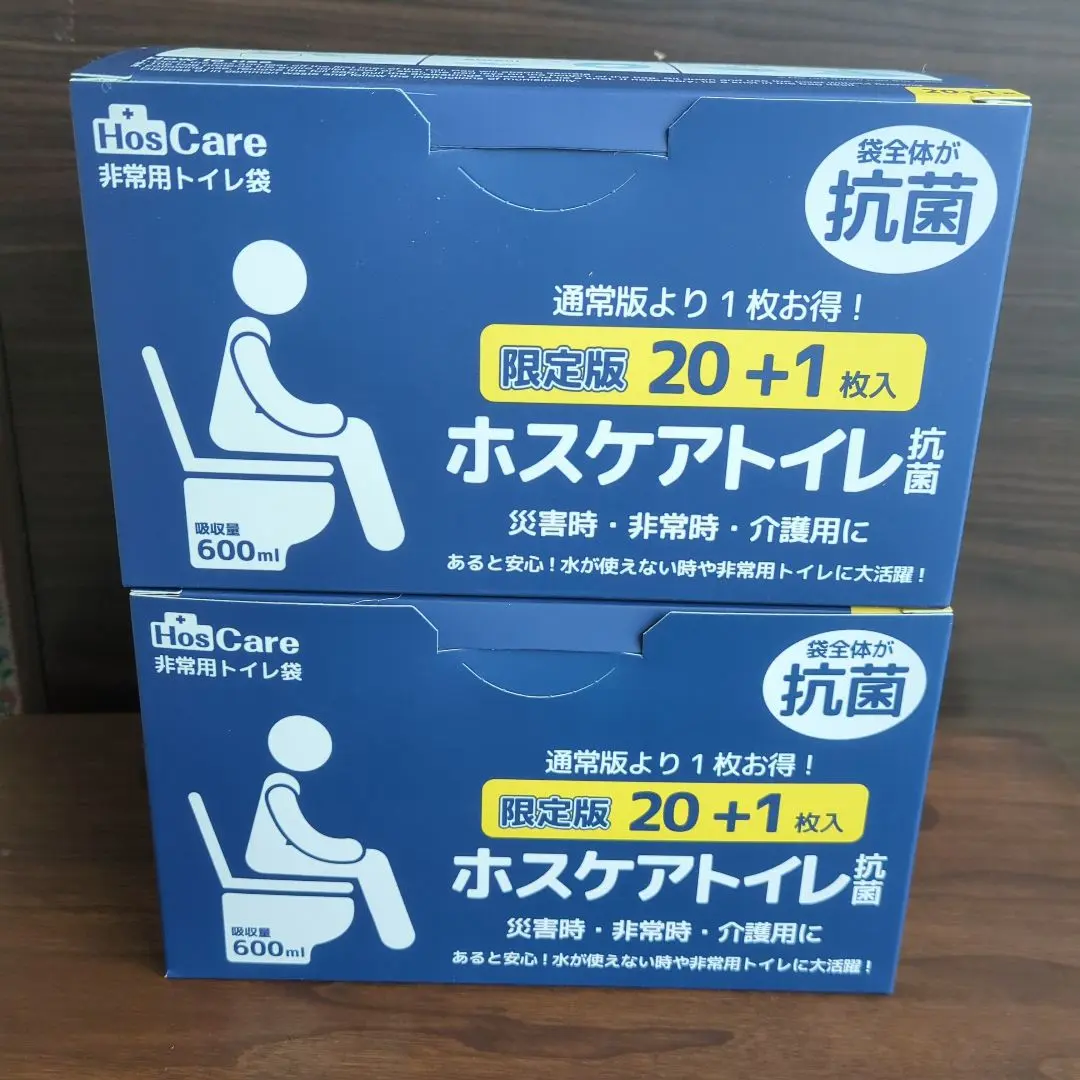 20+1
HosCare
非常用トイレ袋
袋全体が
抗菌
通常版より1枚お得！
限定版 20+1枚入
ホスケアトイレ抗菌
災害時・非常時・介護用に
あると安心！水が使えない時や非常用トイレに大活躍！
吸収量
600ml
HosCare
非常用トイレ袋
袋全体が
抗菌
通常版より1枚お得！
限定版 20+1枚入
ホスケアトイレ抗菌
災害時・非常時・介護用に
あると安心！水が使えない時や非常用トイレに大活躍！
吸収量
600ml